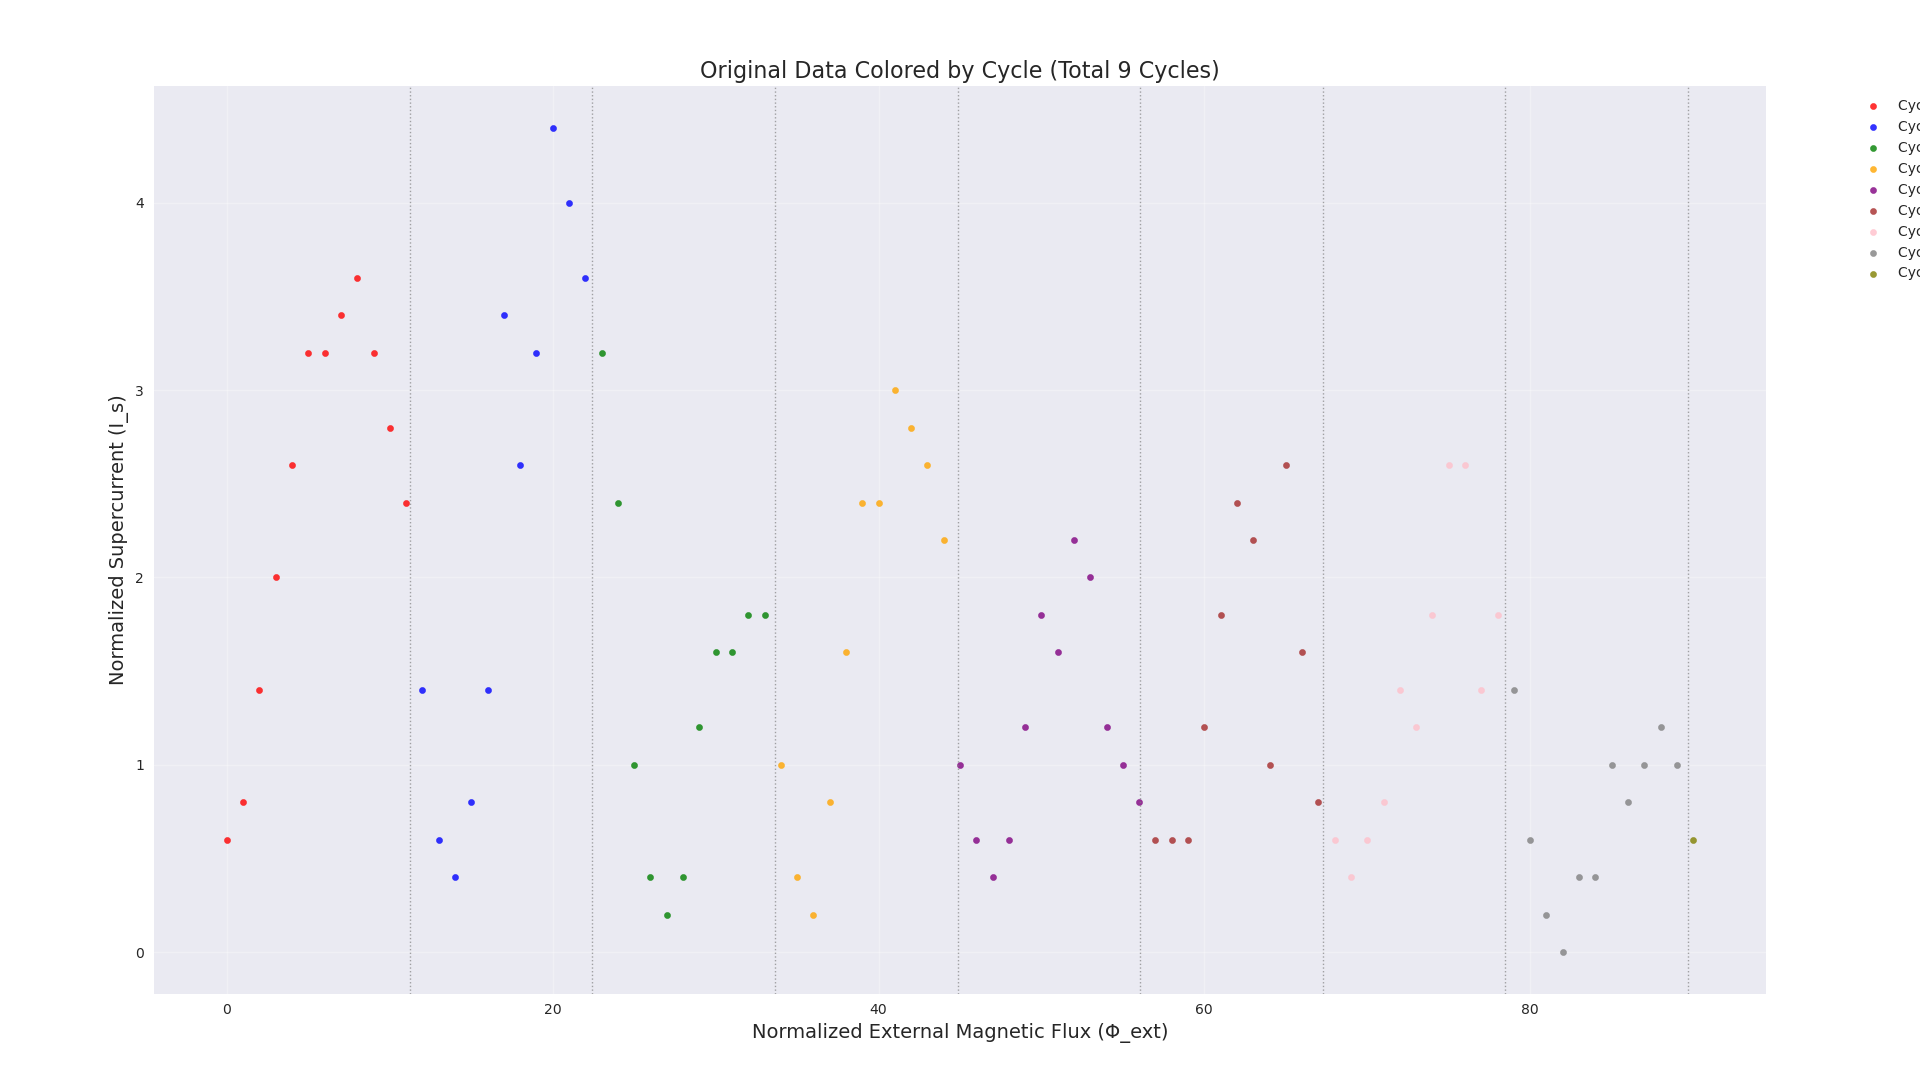 Original Data Colored by Cycle (Total 9 Cycles)
Normalized Supercurrent (I_s)
4
3
2
1
0
0 20 40 60 80
Normalized External Magnetic Flux (Φ_ext)
Cyc
Cyc
Cyc
Cyc
Cyc
Cyc
Cyc
Cyc
Cyc